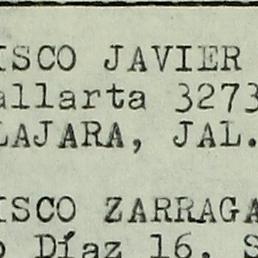 ISCO JAVIER
allarta 3273
LAJARA, JAL.
ISCO ZARRAGA
o Díaz 16. S